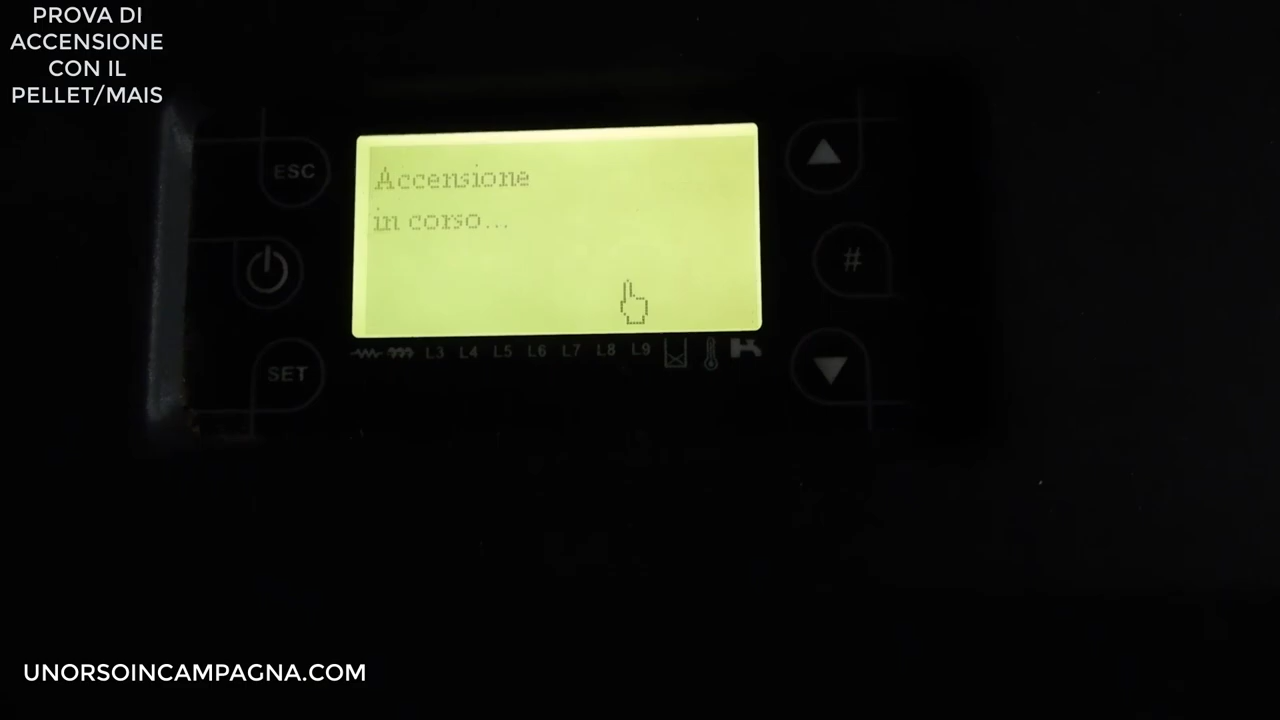 PROVA DI
ACCENSIONE
CON IL
PELLET/MAIS
ESC
Accensione
in corso...
#
SET
L3 L4 L5 L6 L7 L8 L9
UNORSOINCAMPAGNA.COM